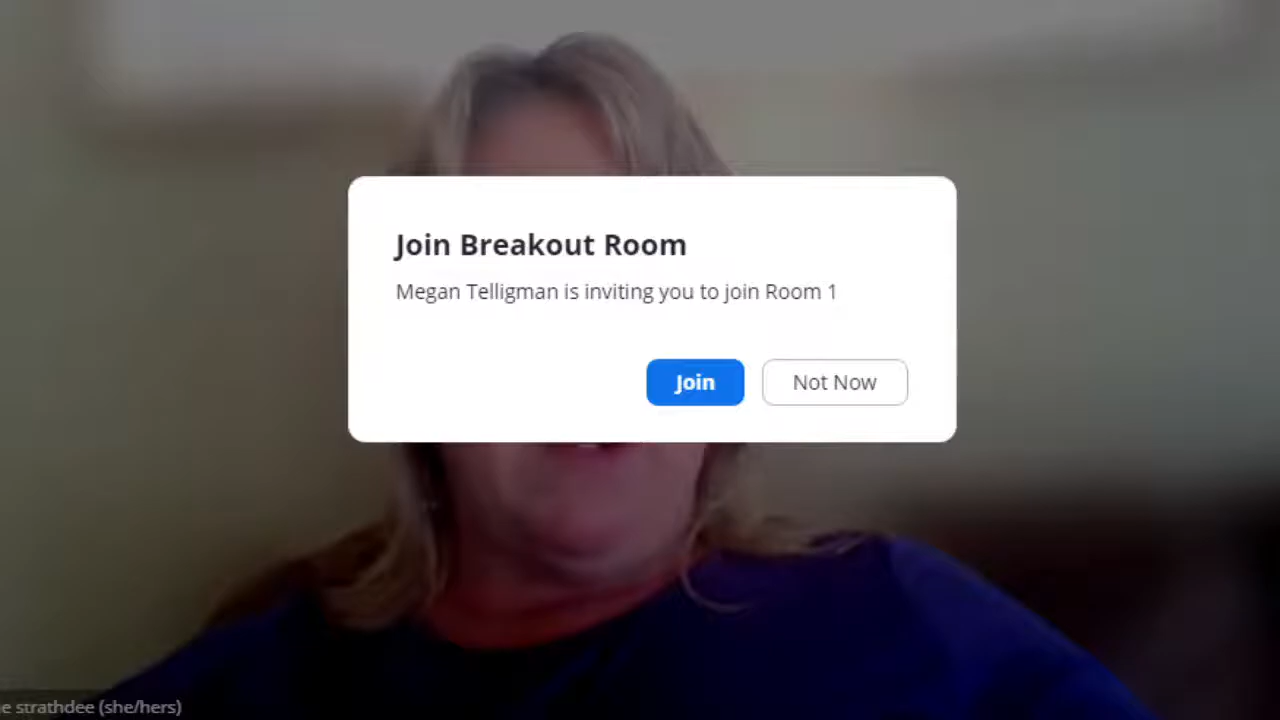 Join Breakout Room
Megan Telligman is inviting you to join Room 1
Join Not Now
strathdee (she/hers)